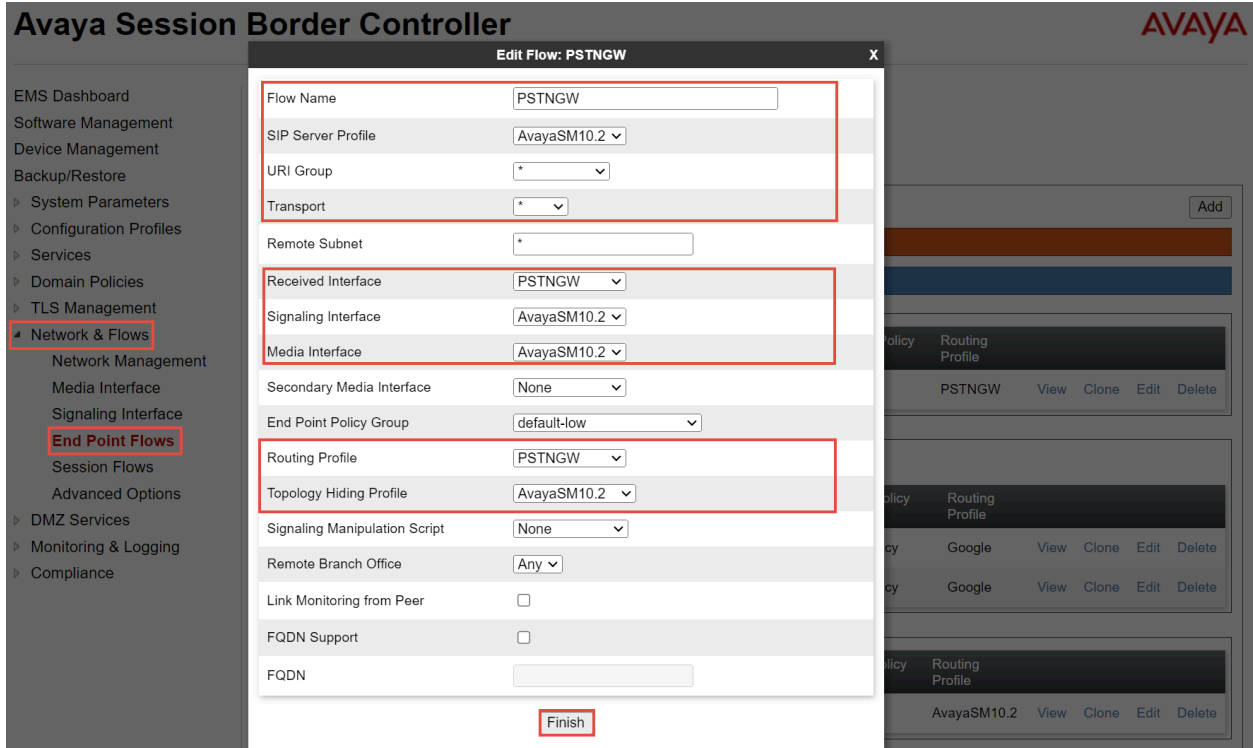 Avaya Session Border Controller
AVAYA
Edit Flow: PSTNGW
X
EMS Dashboard
Software Management
Device Management
Backup/Restore
System Parameters
Configuration Profiles
Services
Domain Policies
TLS Management
Network & Flows
Network Management
Media Interface
Signaling Interface
End Point Flows
Session Flows
Advanced Options
DMZ Services
Monitoring & Logging
Compliance
Flow Name PSTNGW
SIP Server Profile AvayaSM10.2
URI Group *
Transport *
Remote Subnet *
Received Interface PSTNGW
Signaling Interface AvayaSM10.2
Media Interface AvayaSM10.2
Secondary Media Interface None
End Point Policy Group default-low
Routing Profile PSTNGW
Topology Hiding Profile AvayaSM10.2
Signaling Manipulation Script None
Remote Branch Office Any
Link Monitoring from Peer
FQDN Support
FQDN
Finish
Add
Routing
Profile
PSTNGW View Clone Edit Delete
Routing
Profile
Google View Clone Edit Delete
Google View Clone Edit Delete
Routing
Profile
AvayaSM10.2 View Clone Edit Delete